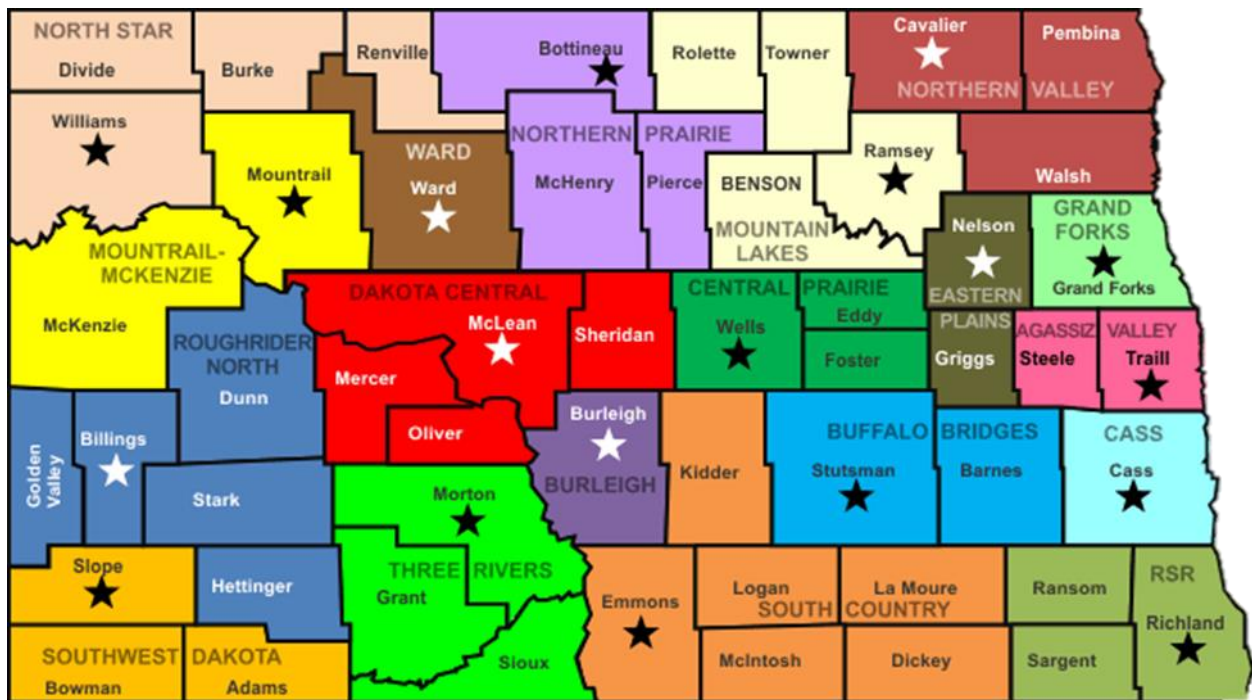 NORTH STAR
Divide
Burke
Renville
Bottineau
Rolette
Towner
Cavalier
Pembina
NORTHERN VALLEY
Williams
Mountrail
WARD
Ward
NORTHERN PRAIRIE
McHenry
Pierce
BENSON
Ramsey
Walsh
MOUNTAIN
LAKES
Nelson
GRAND
FORKS
Grand Forks
MOUNTRAIL-
MCKENZIE
McKenzie
DAKOTA CENTRAL
McLean
Sheridan
CENTRAL PRAIRIE
Wells
Eddy
Foster
EASTERN
PLAINS
Griggs
AGASSIZ VALLEY
Steele
Traill
ROUGHRIDER
NORTH
Dunn
Mercer
Oliver
Golden
Valley
Billings
Stark
Burleigh
BURLEIGH
Kidder
BUFFALO BRIDGES
Stutsman
Barnes
CASS
Cass
Morton
THREE RIVERS
Grant
Sioux
Slope
Hettinger
SOUTHWEST DAKOTA
Bowman
Adams
Emmons
Logan
La Moure
SOUTH COUNTRY
McIntosh
Dickey
Ransom
Sargent
RSR
Richland